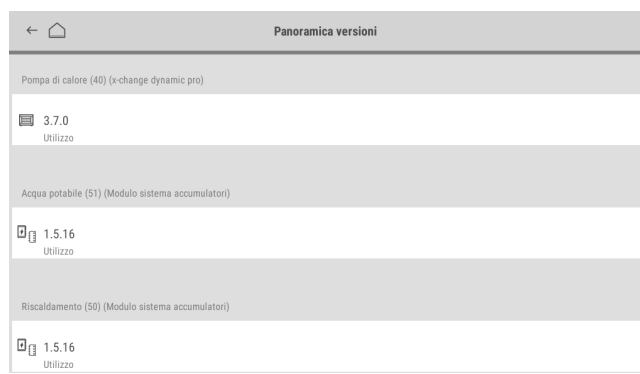 Panoramica versioni
Pompa di calore (40) (x-change dynamic pro)
3.7.0
Utilizzo
Acqua potabile (51) (Modulo sistema accumulatori)
1.5.16
Utilizzo
Riscaldamento (50) (Modulo sistema accumulatori)
1.5.16
Utilizzo